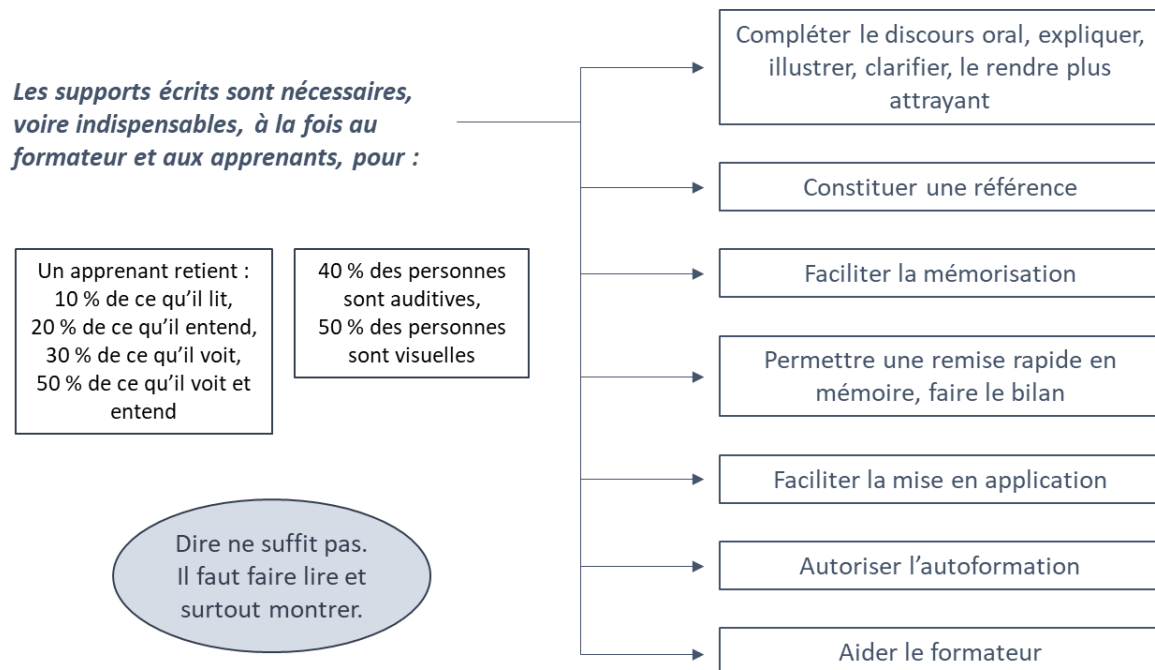 Les supports écrits sont nécessaires,
voire indispensables, à la fois au
formateur et aux apprenants, pour :
Un apprenant retient :
10 % de ce qu’il lit,
20 % de ce qu’il entend,
30 % de ce qu’il voit,
50 % de ce qu’il voit et
entend
40 % des personnes
sont auditives,
50 % des personnes
sont visuelles
Dire ne suffit pas.
Il faut faire lire et
surtout montrer.
Compléter le discours oral, expliquer,
illustrer, clarifier, le rendre plus
attrayant
Constituer une référence
Faciliter la mémorisation
Permettre une remise rapide en
mémoire, faire le bilan
Faciliter la mise en application
Autoriser l’autoformation
Aider le formateur